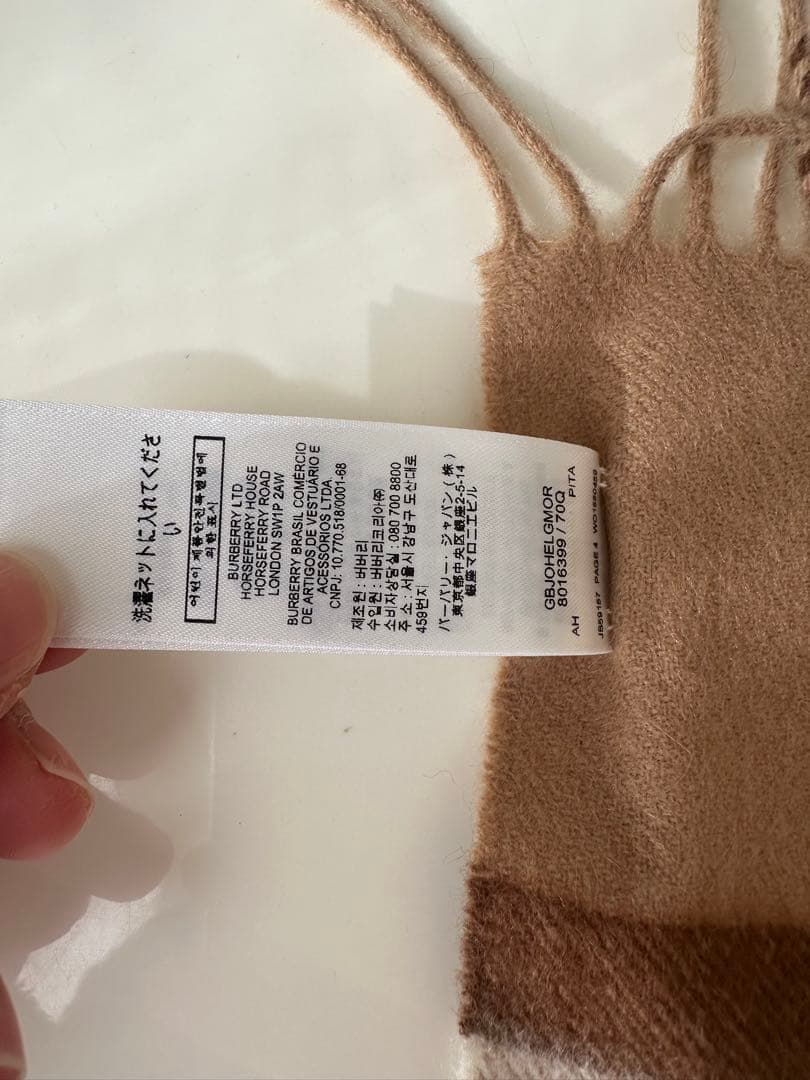 洗濯ネットに入れてくださ
い
어린이제품안전특별법에
의한 표시
BURBERRY LTD
HORSEFERRY HOUSE
HORSEFERRY ROAD
LONDON SW1P 2AW
BURBERRY BRASIL COMÉRCIO
DE ARTIGOS DE VESTUÁRIO E
ACESSORIOS LTDA
CNPJ: 10.770.518/0001-68
제조원 : 버버리
수입원 : 버버리코리아㈜
소비자상담실 : 080 700 8800
주 소 : 서울시 강남구 도산대로
459번지
バーバリー・ジャパン(株)
東京都中央区銀座2-5-14
銀座マロニエビル
GBJOHELGMOR
8016399 / 70Q
AH PITA
JB59157 PAGE 4